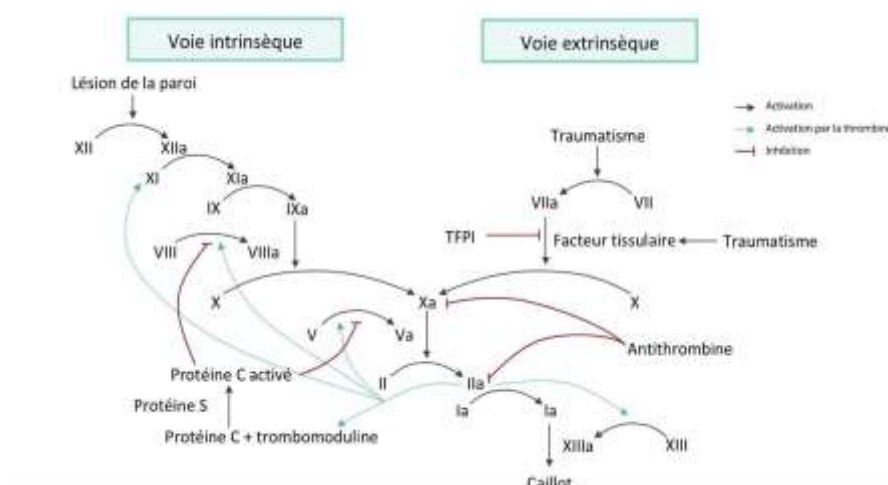 Voie intrinsèque
Voie extrinsèque
Lésion de la paroi
Activation
Activation par la thrombine
Inhibition
Traumatisme
XII
XIIa
XI
XIa
IX
IXa
VIIa
VII
TFPI
Facteur tissulaire
Traumatisme
VIII
VIIIa
X
Xa
X
V
Va
Antithrombine
Protéine C activé
II
IIa
Protéine S
Ia
Ia
Protéine C + trombomoduline
XIIIa
XIII
Caillot